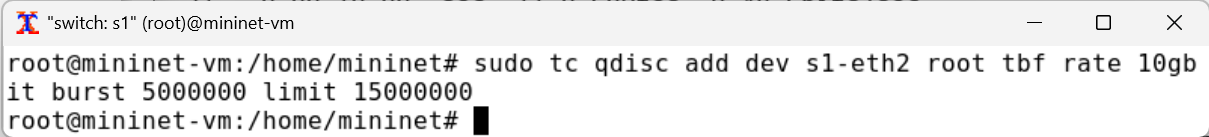 "switch: s1" (root)@mininet-vm
root@mininet-vm:/home/mininet# sudo tc qdisc add dev s1-eth2 root tbf rate 10gb
it burst 5000000 limit 15000000
root@mininet-vm:/home/mininet#